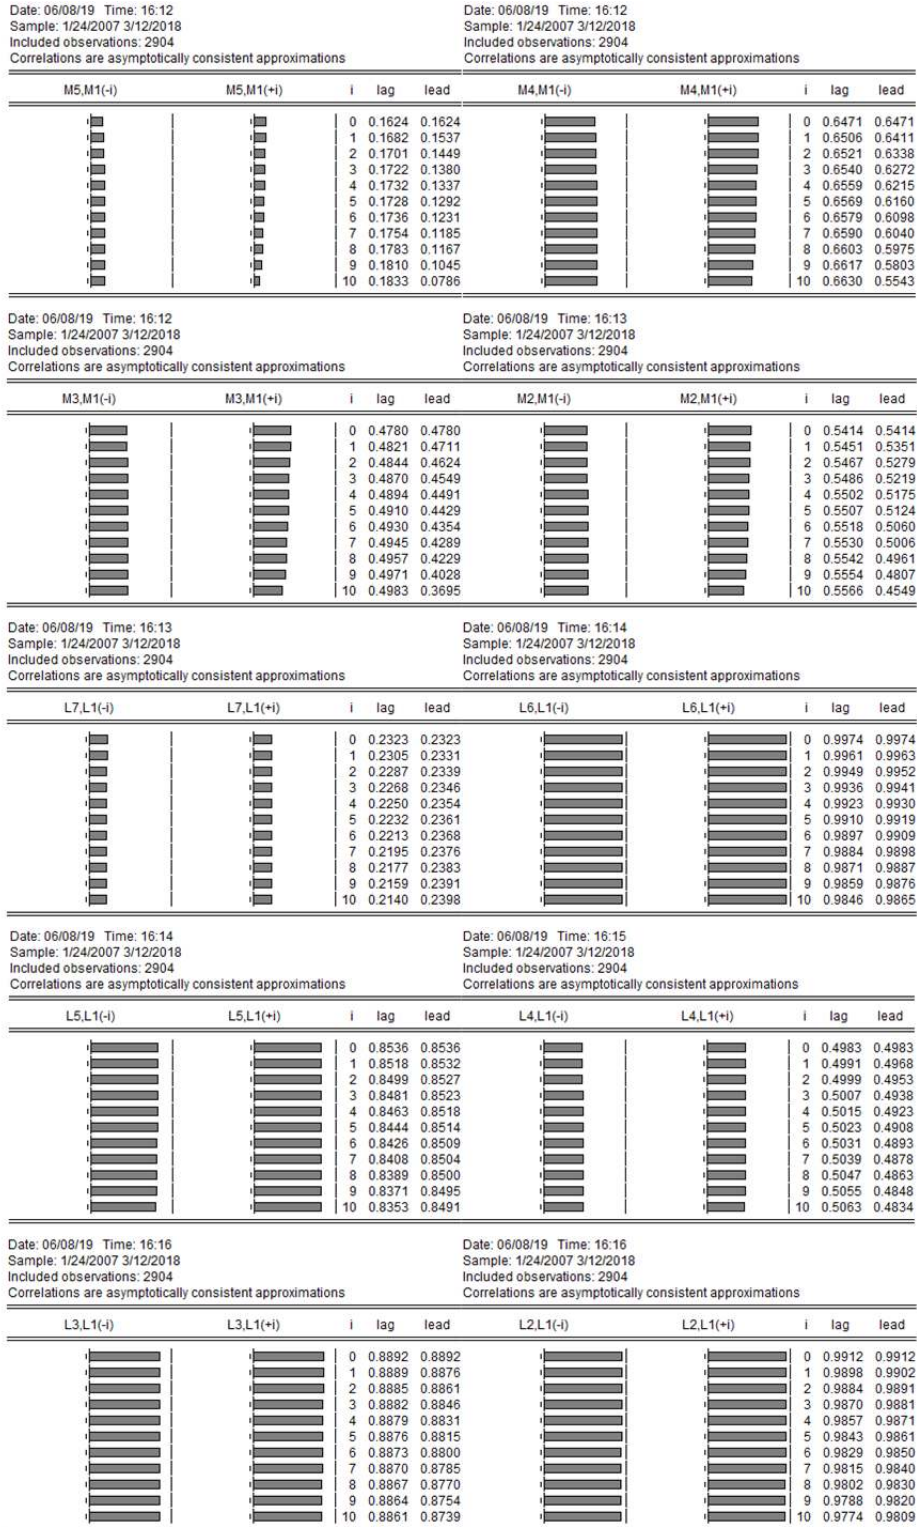 Date: 06/08/19 Time: 16:12
Sample: 1/24/2007 3/12/2018
Included observations: 2904
Correlations are asymptotically consistent approximations
M5,M1(-i) M5,M1(+i) i lag lead
0 0.1624 0.1624
1 0.1682 0.1537
2 0.1701 0.1449
3 0.1722 0.1380
4 0.1732 0.1337
5 0.1728 0.1292
6 0.1736 0.1231
7 0.1754 0.1185
8 0.1783 0.1167
9 0.1810 0.1045
10 0.1833 0.0786
Date: 06/08/19 Time: 16:12
Sample: 1/24/2007 3/12/2018
Included observations: 2904
Correlations are asymptotically consistent approximations
M4,M1(-i) M4,M1(+i) i lag lead
0 0.6471 0.6471
1 0.6506 0.6411
2 0.6521 0.6338
3 0.6540 0.6272
4 0.6559 0.6215
5 0.6569 0.6160
6 0.6579 0.6098
7 0.6590 0.6040
8 0.6603 0.5975
9 0.6617 0.5803
10 0.6630 0.5543
Date: 06/08/19 Time: 16:12
Sample: 1/24/2007 3/12/2018
Included observations: 2904
Correlations are asymptotically consistent approximations
M3,M1(-i) M3,M1(+i) i lag lead
0 0.4780 0.4780
1 0.4821 0.4711
2 0.4844 0.4624
3 0.4870 0.4549
4 0.4894 0.4491
5 0.4910 0.4429
6 0.4930 0.4354
7 0.4945 0.4289
8 0.4957 0.4229
9 0.4971 0.4028
10 0.4983 0.3695
Date: 06/08/19 Time: 16:13
Sample: 1/24/2007 3/12/2018
Included observations: 2904
Correlations are asymptotically consistent approximations
M2,M1(-i) M2,M1(+i) i lag lead
0 0.5414 0.5414
1 0.5451 0.5351
2 0.5467 0.5279
3 0.5486 0.5219
4 0.5502 0.5175
5 0.5507 0.5124
6 0.5518 0.5060
7 0.5530 0.5006
8 0.5542 0.4961
9 0.5554 0.4807
10 0.5566 0.4549
Date: 06/08/19 Time: 16:13
Sample: 1/24/2007 3/12/2018
Included observations: 2904
Correlations are asymptotically consistent approximations
L7,L1(-i) L7,L1(+i) i lag lead
0 0.2323 0.2323
1 0.2305 0.2331
2 0.2287 0.2339
3 0.2268 0.2346
4 0.2250 0.2354
5 0.2232 0.2361
6 0.2213 0.2368
7 0.2195 0.2376
8 0.2177 0.2383
9 0.2159 0.2391
10 0.2140 0.2398
Date: 06/08/19 Time: 16:14
Sample: 1/24/2007 3/12/2018
Included observations: 2904
Correlations are asymptotically consistent approximations
L6,L1(-i) L6,L1(+i) i lag lead
0 0.9974 0.9974
1 0.9961 0.9963
2 0.9949 0.9952
3 0.9936 0.9941
4 0.9923 0.9930
5 0.9910 0.9919
6 0.9897 0.9909
7 0.9884 0.9898
8 0.9871 0.9887
9 0.9859 0.9876
10 0.9846 0.9865
Date: 06/08/19 Time: 16:14
Sample: 1/24/2007 3/12/2018
Included observations: 2904
Correlations are asymptotically consistent approximations
L5,L1(-i) L5,L1(+i) i lag lead
0 0.8536 0.8536
1 0.8518 0.8532
2 0.8499 0.8527
3 0.8481 0.8523
4 0.8463 0.8518
5 0.8444 0.8514
6 0.8426 0.8509
7 0.8408 0.8504
8 0.8389 0.8500
9 0.8371 0.8495
10 0.8353 0.8491
Date: 06/08/19 Time: 16:15
Sample: 1/24/2007 3/12/2018
Included observations: 2904
Correlations are asymptotically consistent approximations
L4,L1(-i) L4,L1(+i) i lag lead
0 0.4983 0.4983
1 0.4991 0.4968
2 0.4999 0.4953
3 0.5007 0.4938
4 0.5015 0.4923
5 0.5023 0.4908
6 0.5031 0.4893
7 0.5039 0.4878
8 0.5047 0.4863
9 0.5055 0.4848
10 0.5063 0.4834
Date: 06/08/19 Time: 16:16
Sample: 1/24/2007 3/12/2018
Included observations: 2904
Correlations are asymptotically consistent approximations
L3,L1(-i) L3,L1(+i) i lag lead
0 0.8892 0.8892
1 0.8889 0.8876
2 0.8885 0.8861
3 0.8882 0.8846
4 0.8879 0.8831
5 0.8876 0.8815
6 0.8873 0.8800
7 0.8870 0.8785
8 0.8867 0.8770
9 0.8864 0.8754
10 0.8861 0.8739
Date: 06/08/19 Time: 16:16
Sample: 1/24/2007 3/12/2018
Included observations: 2904
Correlations are asymptotically consistent approximations
L2,L1(-i) L2,L1(+i) i lag lead
0 0.9912 0.9912
1 0.9898 0.9902
2 0.9884 0.9891
3 0.9870 0.9881
4 0.9857 0.9871
5 0.9843 0.9861
6 0.9829 0.9850
7 0.9815 0.9840
8 0.9802 0.9830
9 0.9788 0.9820
10 0.9774 0.9809